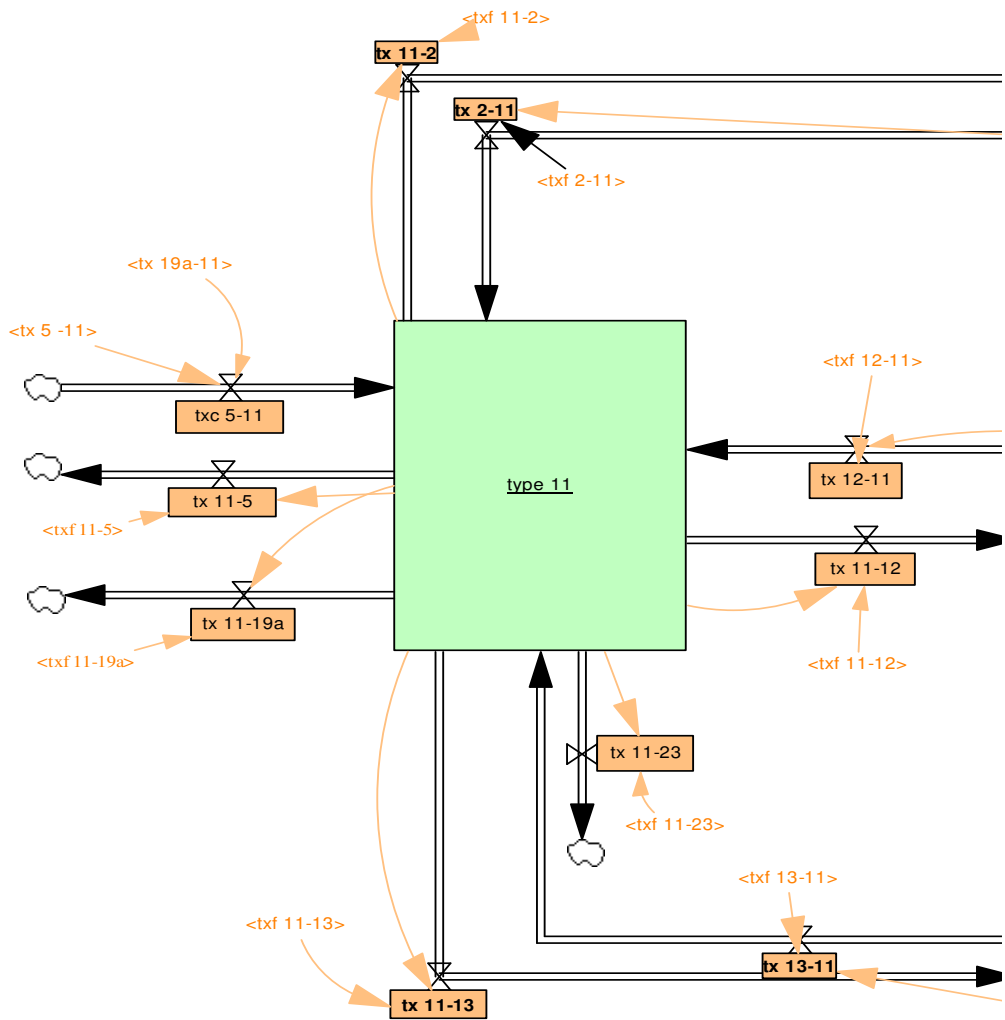 <txf 11-2>
tx 11-2
tx 2-11
<txf 2-11>
<tx 19a-11>
<tx 5 -11>
<txf 12-11>
txc 5-11
tx 12-11
type 11
tx 11-5
<txf 11-5>
tx 11-12
tx 11-19a
<txf 11-19a>
<txf 11-12>
tx 11-23
<txf 11-23>
<txf 13-11>
<txf 11-13>
tx 13-11
tx 11-13